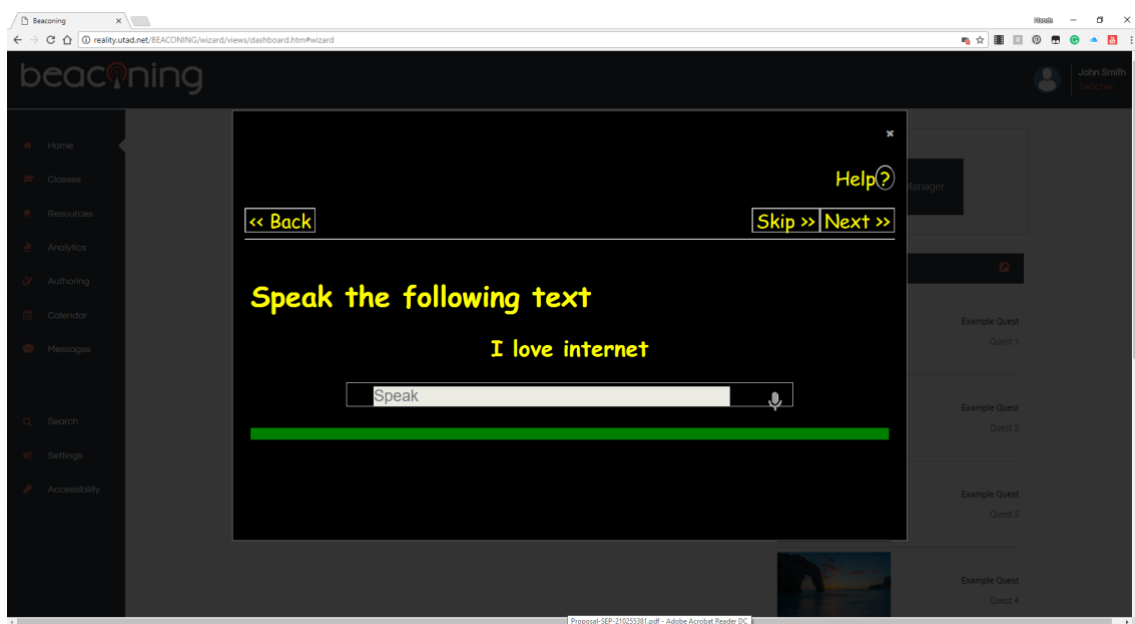 Beaconing
reality.utad.net/BEACONING/wizard/views/dashboard.htm#wizard
beaconing
John Smith
Teacher
Home
Classes
Resources
Analytics
Authoring
Calendar
Messages
Search
Settings
Accessibility
×
Help?
<< Back
Skip >> Next >>
Speak the following text
I love internet
Speak
Manager
Example Quest
Quest 1
Example Quest
Quest 2
Example Quest
Quest 3
Example Quest
Quest 4
Proposal-SEP-210255381.pdf - Adobe Acrobat Reader DC